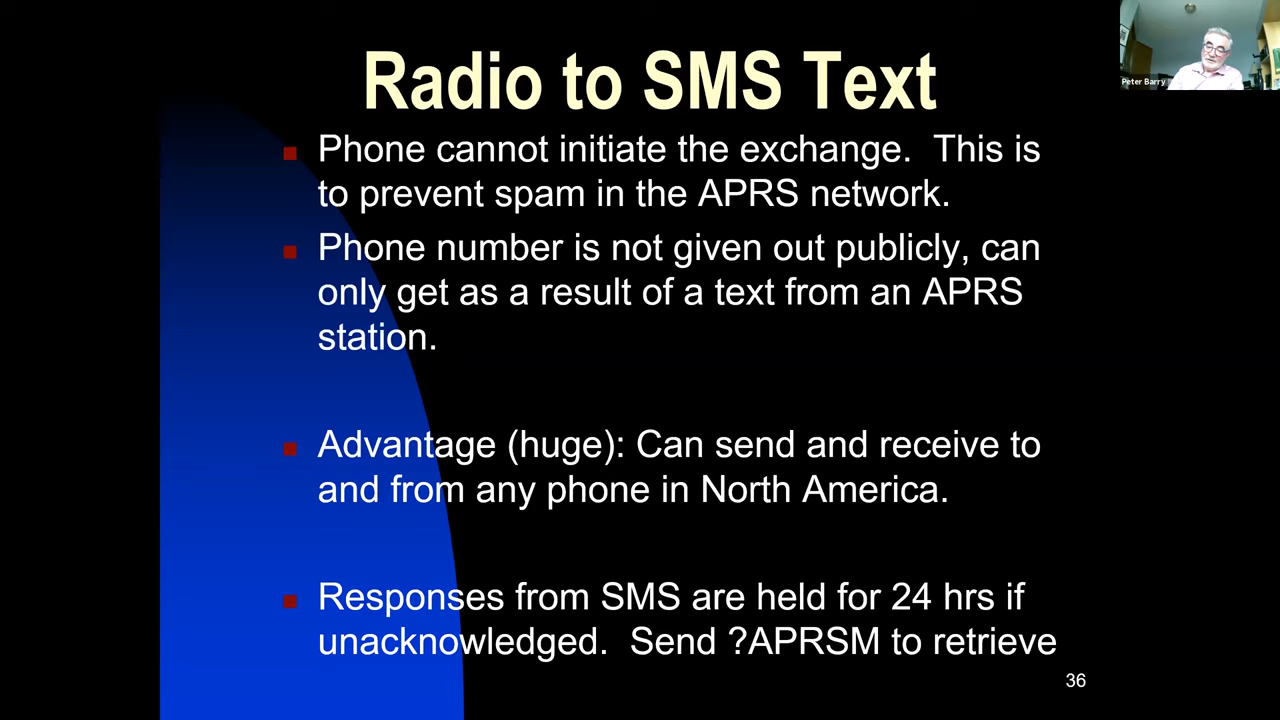 Radio to SMS Text
Peter Barry
Phone cannot initiate the exchange.  This is
to prevent spam in the APRS network.
Phone number is not given out publicly, can
only get as a result of a text from an APRS
station.
Advantage (huge): Can send and receive to
and from any phone in North America.
Responses from SMS are held for 24 hrs if
unacknowledged.  Send ?APRSM to retrieve
36